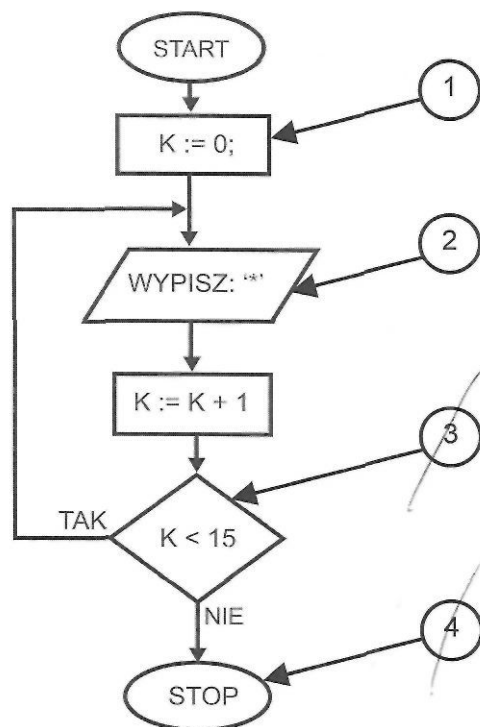 START
1
K := 0;
2
WYPISZ: ‘*’
K := K + 1
3
TAK
K < 15
NIE
4
STOP